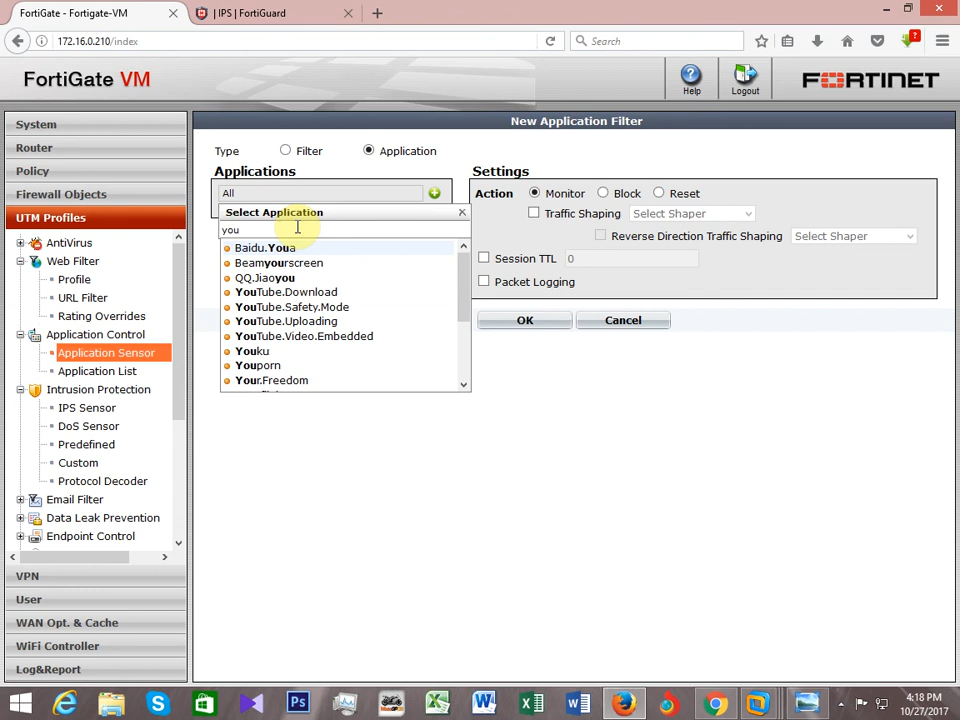 FortiGate - Fortigate-VM
| IPS | FortiGuard
172.16.0.210/index
Search
?
FortiGate VM
Help
Logout
FORTINET
System
Router
Policy
Firewall Objects
UTM Profiles
AntiVirus
Web Filter
Profile
URL Filter
Rating Overrides
Application Control
Application Sensor
Application List
Intrusion Protection
IPS Sensor
DoS Sensor
Predefined
Custom
Protocol Decoder
Email Filter
Data Leak Prevention
Endpoint Control
VPN
User
WAN Opt. & Cache
WiFi Controller
Log&Report
New Application Filter
Type Filter Application
Applications
All
Select Application
you
Baidu.Youa
Beamyourscreen
QQ.Jiaoyou
YouTube.Download
YouTube.Safety.Mode
YouTube.Uploading
YouTube.Video.Embedded
Youku
Youporn
Your.Freedom
Settings
Action Monitor Block Reset
Traffic Shaping Select Shaper
Reverse Direction Traffic Shaping Select Shaper
Session TTL 0
Packet Logging
OK Cancel
4:18 PM
10/27/2017